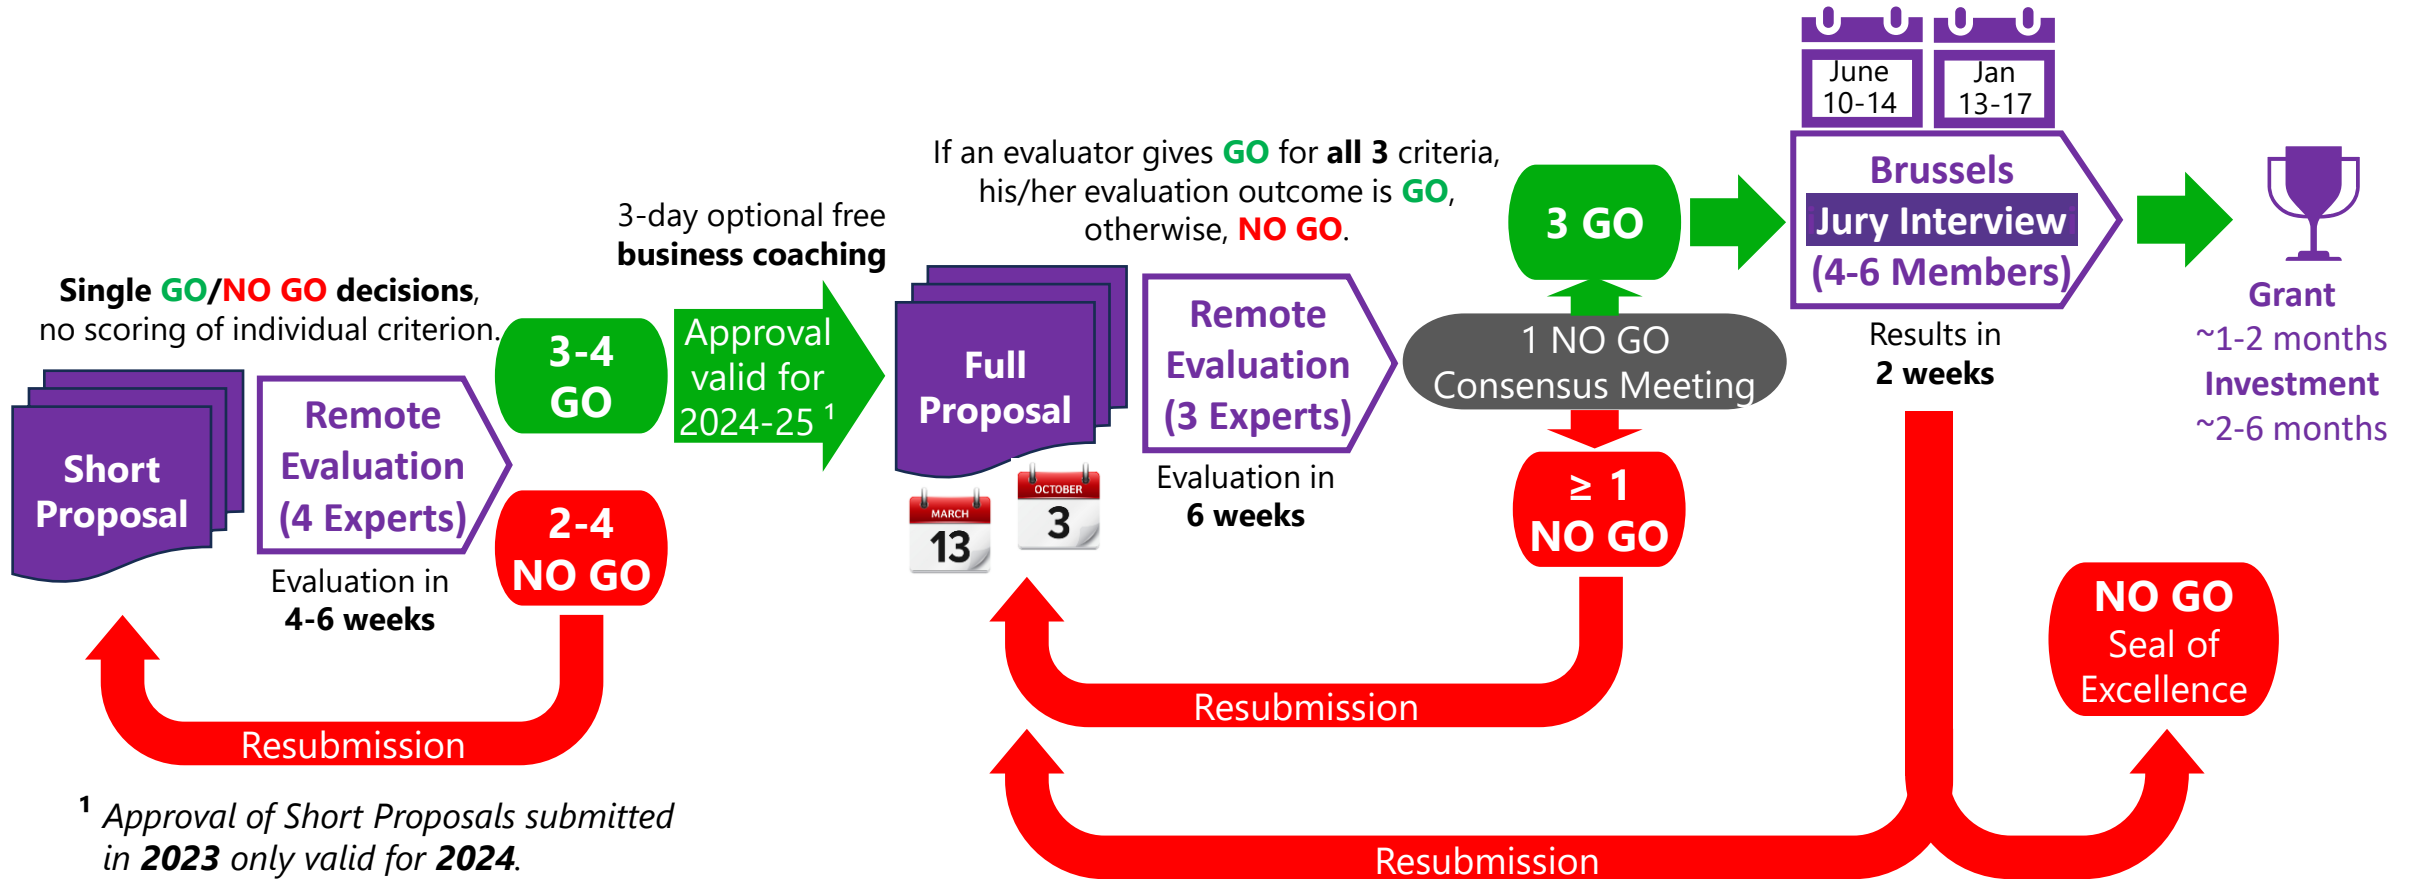 Single GO/NO GO decisions,
no scoring of individual criterion.
Short
Proposal
Remote
Evaluation
(4 Experts)
Evaluation in
4-6 weeks
3-4
GO
2-4
NO GO
Resubmission
¹ Approval of Short Proposals submitted
in 2023 only valid for 2024.
3-day optional free
business coaching
Approval
valid for
2024-25 ¹
If an evaluator gives GO for all 3 criteria,
his/her evaluation outcome is GO,
otherwise, NO GO.
Full
Proposal
MARCH
13
OCTOBER
3
Remote
Evaluation
(3 Experts)
Evaluation in
6 weeks
3 GO
1 NO GO
Consensus Meeting
≥ 1
NO GO
Resubmission
June
10-14
Jan
13-17
Brussels
Jury Interview
(4-6 Members)
Results in
2 weeks
Resubmission
NO GO
Seal of
Excellence
Grant
~1-2 months
Investment
~2-6 months